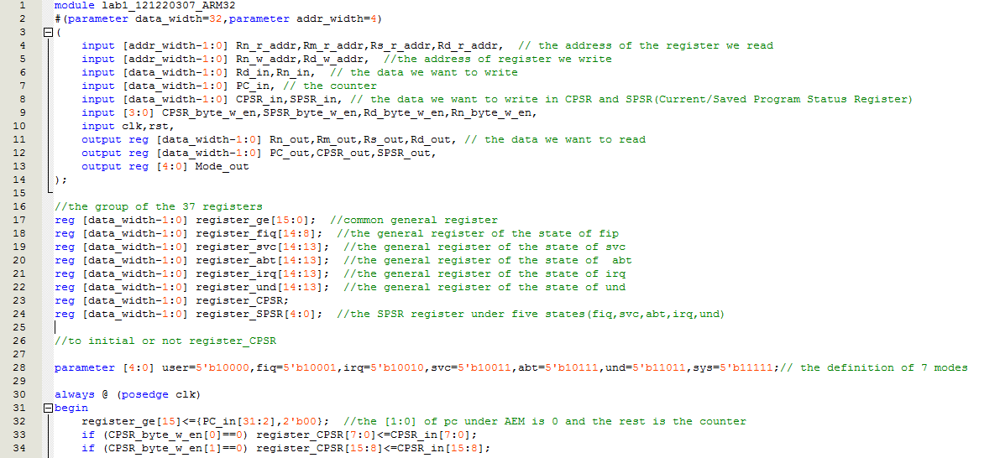 1 module lab1_121220307_ARM32
2 #(parameter data_width=32,parameter addr_width=4)
3 (
4 input [addr_width-1:0] Rn_r_addr,Rm_r_addr,Rs_r_addr,Rd_r_addr, // the address of the register we read
5 input [addr_width-1:0] Rn_w_addr,Rd_w_addr, //the address of register we write
6 input [data_width-1:0] Rd_in,Rn_in, // the data we want to write
7 input [data_width-1:0] PC_in, // the counter
8 input [data_width-1:0] CPSR_in,SPSR_in, // the data we want to write in CPSR and SPSR(Current/Saved Program Status Register)
9 input [3:0] CPSR_byte_w_en,SPSR_byte_w_en,Rd_byte_w_en,Rn_byte_w_en,
10 input clk,rst,
11 output reg [data_width-1:0] Rn_out,Rm_out,Rs_out,Rd_out, // the data we want to read
12 output reg [data_width-1:0] PC_out,CPSR_out,SPSR_out,
13 output reg [4:0] Mode_out
14 );
15
16 //the group of the 37 registers
17 reg [data_width-1:0] register_ge[15:0]; //common general register
18 reg [data_width-1:0] register_fiq[14:8]; //the general register of the state of fip
19 reg [data_width-1:0] register_svc[14:13]; //the general register of the state of svc
20 reg [data_width-1:0] register_abt[14:13]; //the general register of the state of  abt
21 reg [data_width-1:0] register_irq[14:13]; //the general register of the state of irq
22 reg [data_width-1:0] register_und[14:13]; //the general register of the state of und
23 reg [data_width-1:0] register_CPSR;
24 reg [data_width-1:0] register_SPSR[4:0]; //the SPSR register under five states(fiq,svc,abt,irq,und)
25
26 //to initial or not register_CPSR
27
28 parameter [4:0] user=5'b10000,fiq=5'b10001,irq=5'b10010,svc=5'b10011,abt=5'b10111,und=5'b11011,sys=5'b11111;// the definition of 7 modes
29
30 always @ (posedge clk)
31 begin
32 register_ge[15]<={PC_in[31:2],2'b00}; //the [1:0] of pc under AEM is 0 and the rest is the counter
33 if (CPSR_byte_w_en[0]==0) register_CPSR[7:0]<=CPSR_in[7:0];
34 if (CPSR_byte_w_en[1]==0) register_CPSR[15:8]<=CPSR_in[15:8];